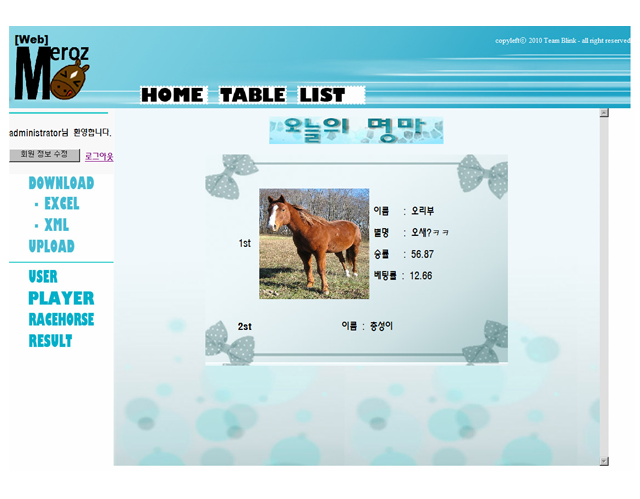 [Web]
Meroz
copyleftⓒ 2010 Team Blink - all right reserved
HOME TABLE LIST
administrator님 환영합니다.
회원 정보 수정 로그아웃
DOWNLOAD
· EXCEL
· XML
UPLOAD
USER
PLAYER
RACEHORSE
RESULT
오늘의 명마
1st
이름 : 오리부
별명 : 오새?ㅋㅋ
승률 : 56.87
베팅률 : 12.66
2st 이름 : 충성이